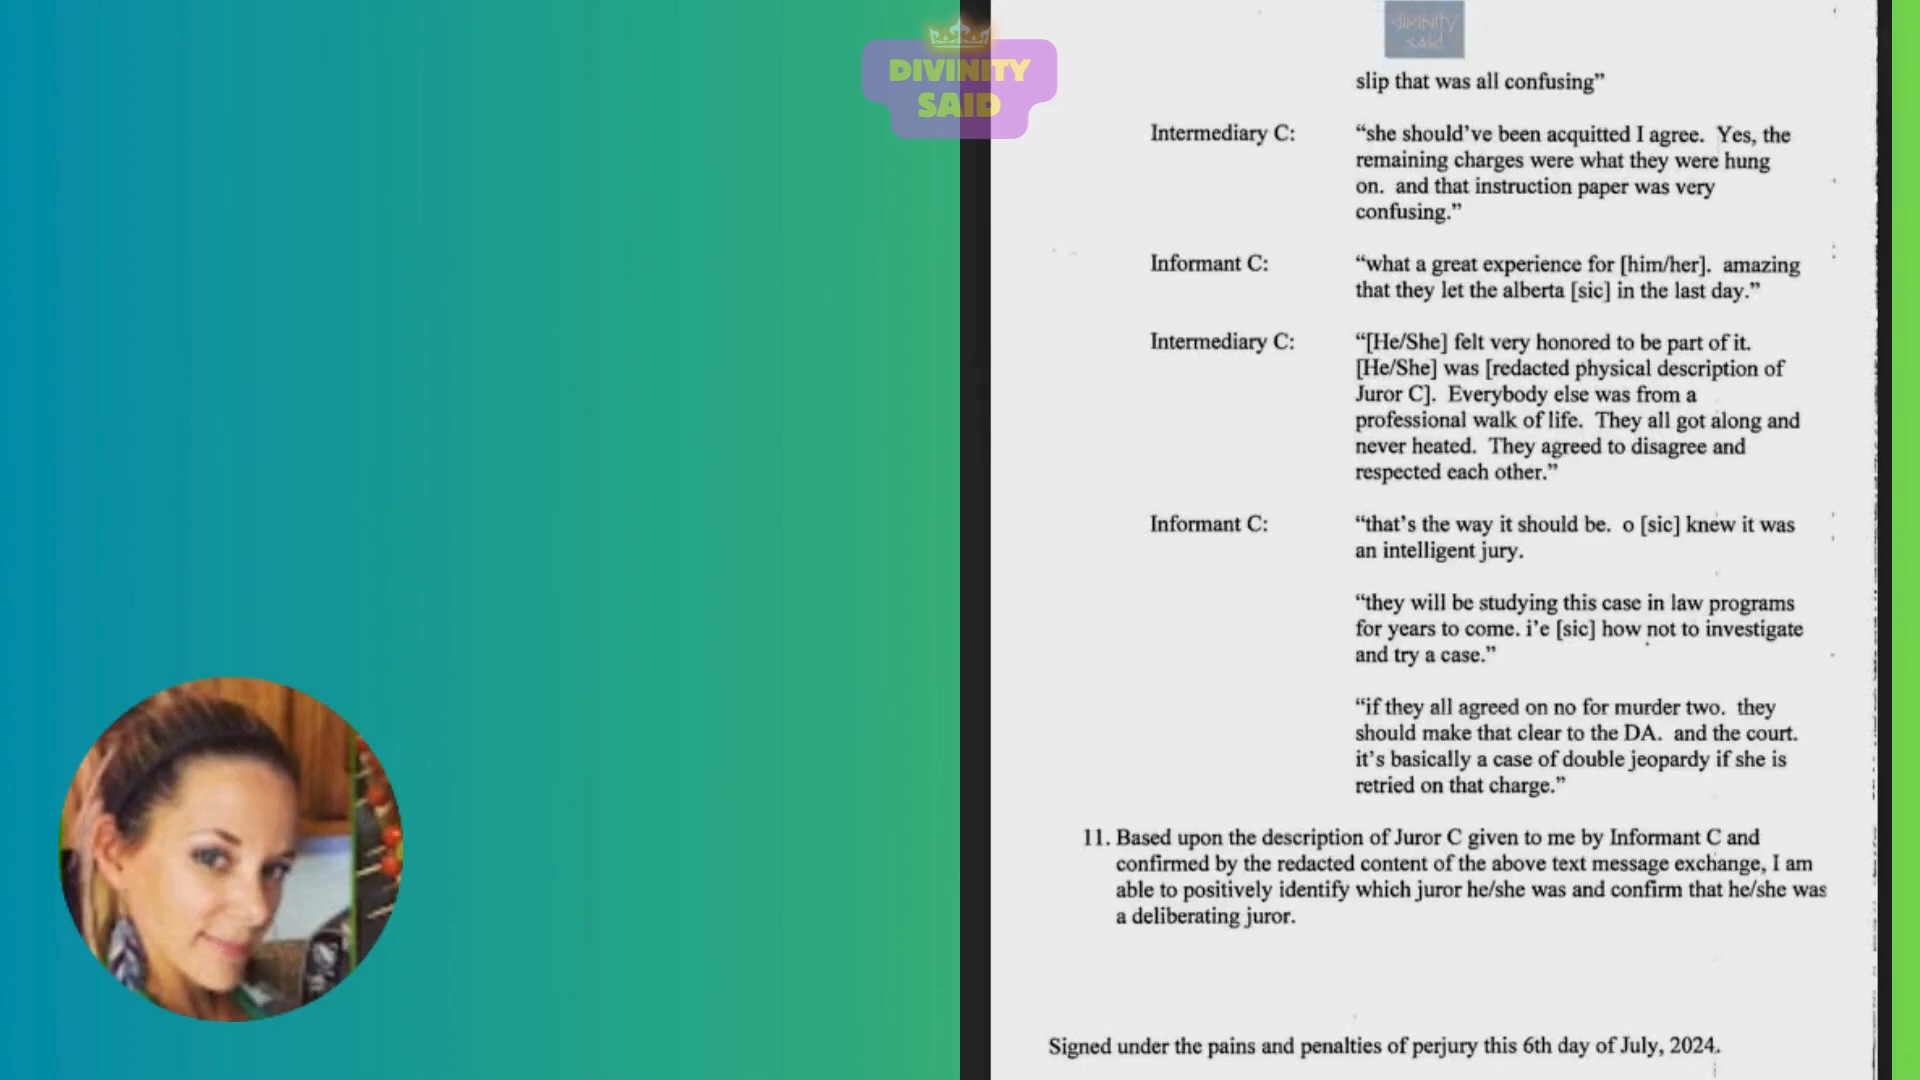 DIVINITY
SAID
divinity
said
slip that was all confusing”
Intermediary C: “she should’ve been acquitted I agree. Yes, the
remaining charges were what they were hung
on. and that instruction paper was very
confusing.”
Informant C: “what a great experience for [him/her]. amazing
that they let the alberta [sic] in the last day.”
Intermediary C: “[He/She] felt very honored to be part of it.
[He/She] was [redacted physical description of
Juror C]. Everybody else was from a
professional walk of life. They all got along and
never heated. They agreed to disagree and
respected each other.”
Informant C: “that’s the way it should be. o [sic] knew it was
an intelligent jury.
“they will be studying this case in law programs
for years to come. i’e [sic] how not to investigate
and try a case.”
“if they all agreed on no for murder two. they
should make that clear to the DA. and the court.
it’s basically a case of double jeopardy if she is
retried on that charge.”
11. Based upon the description of Juror C given to me by Informant C and
confirmed by the redacted content of the above text message exchange, I am
able to positively identify which juror he/she was and confirm that he/she was
a deliberating juror.
Signed under the pains and penalties of perjury this 6th day of July, 2024.